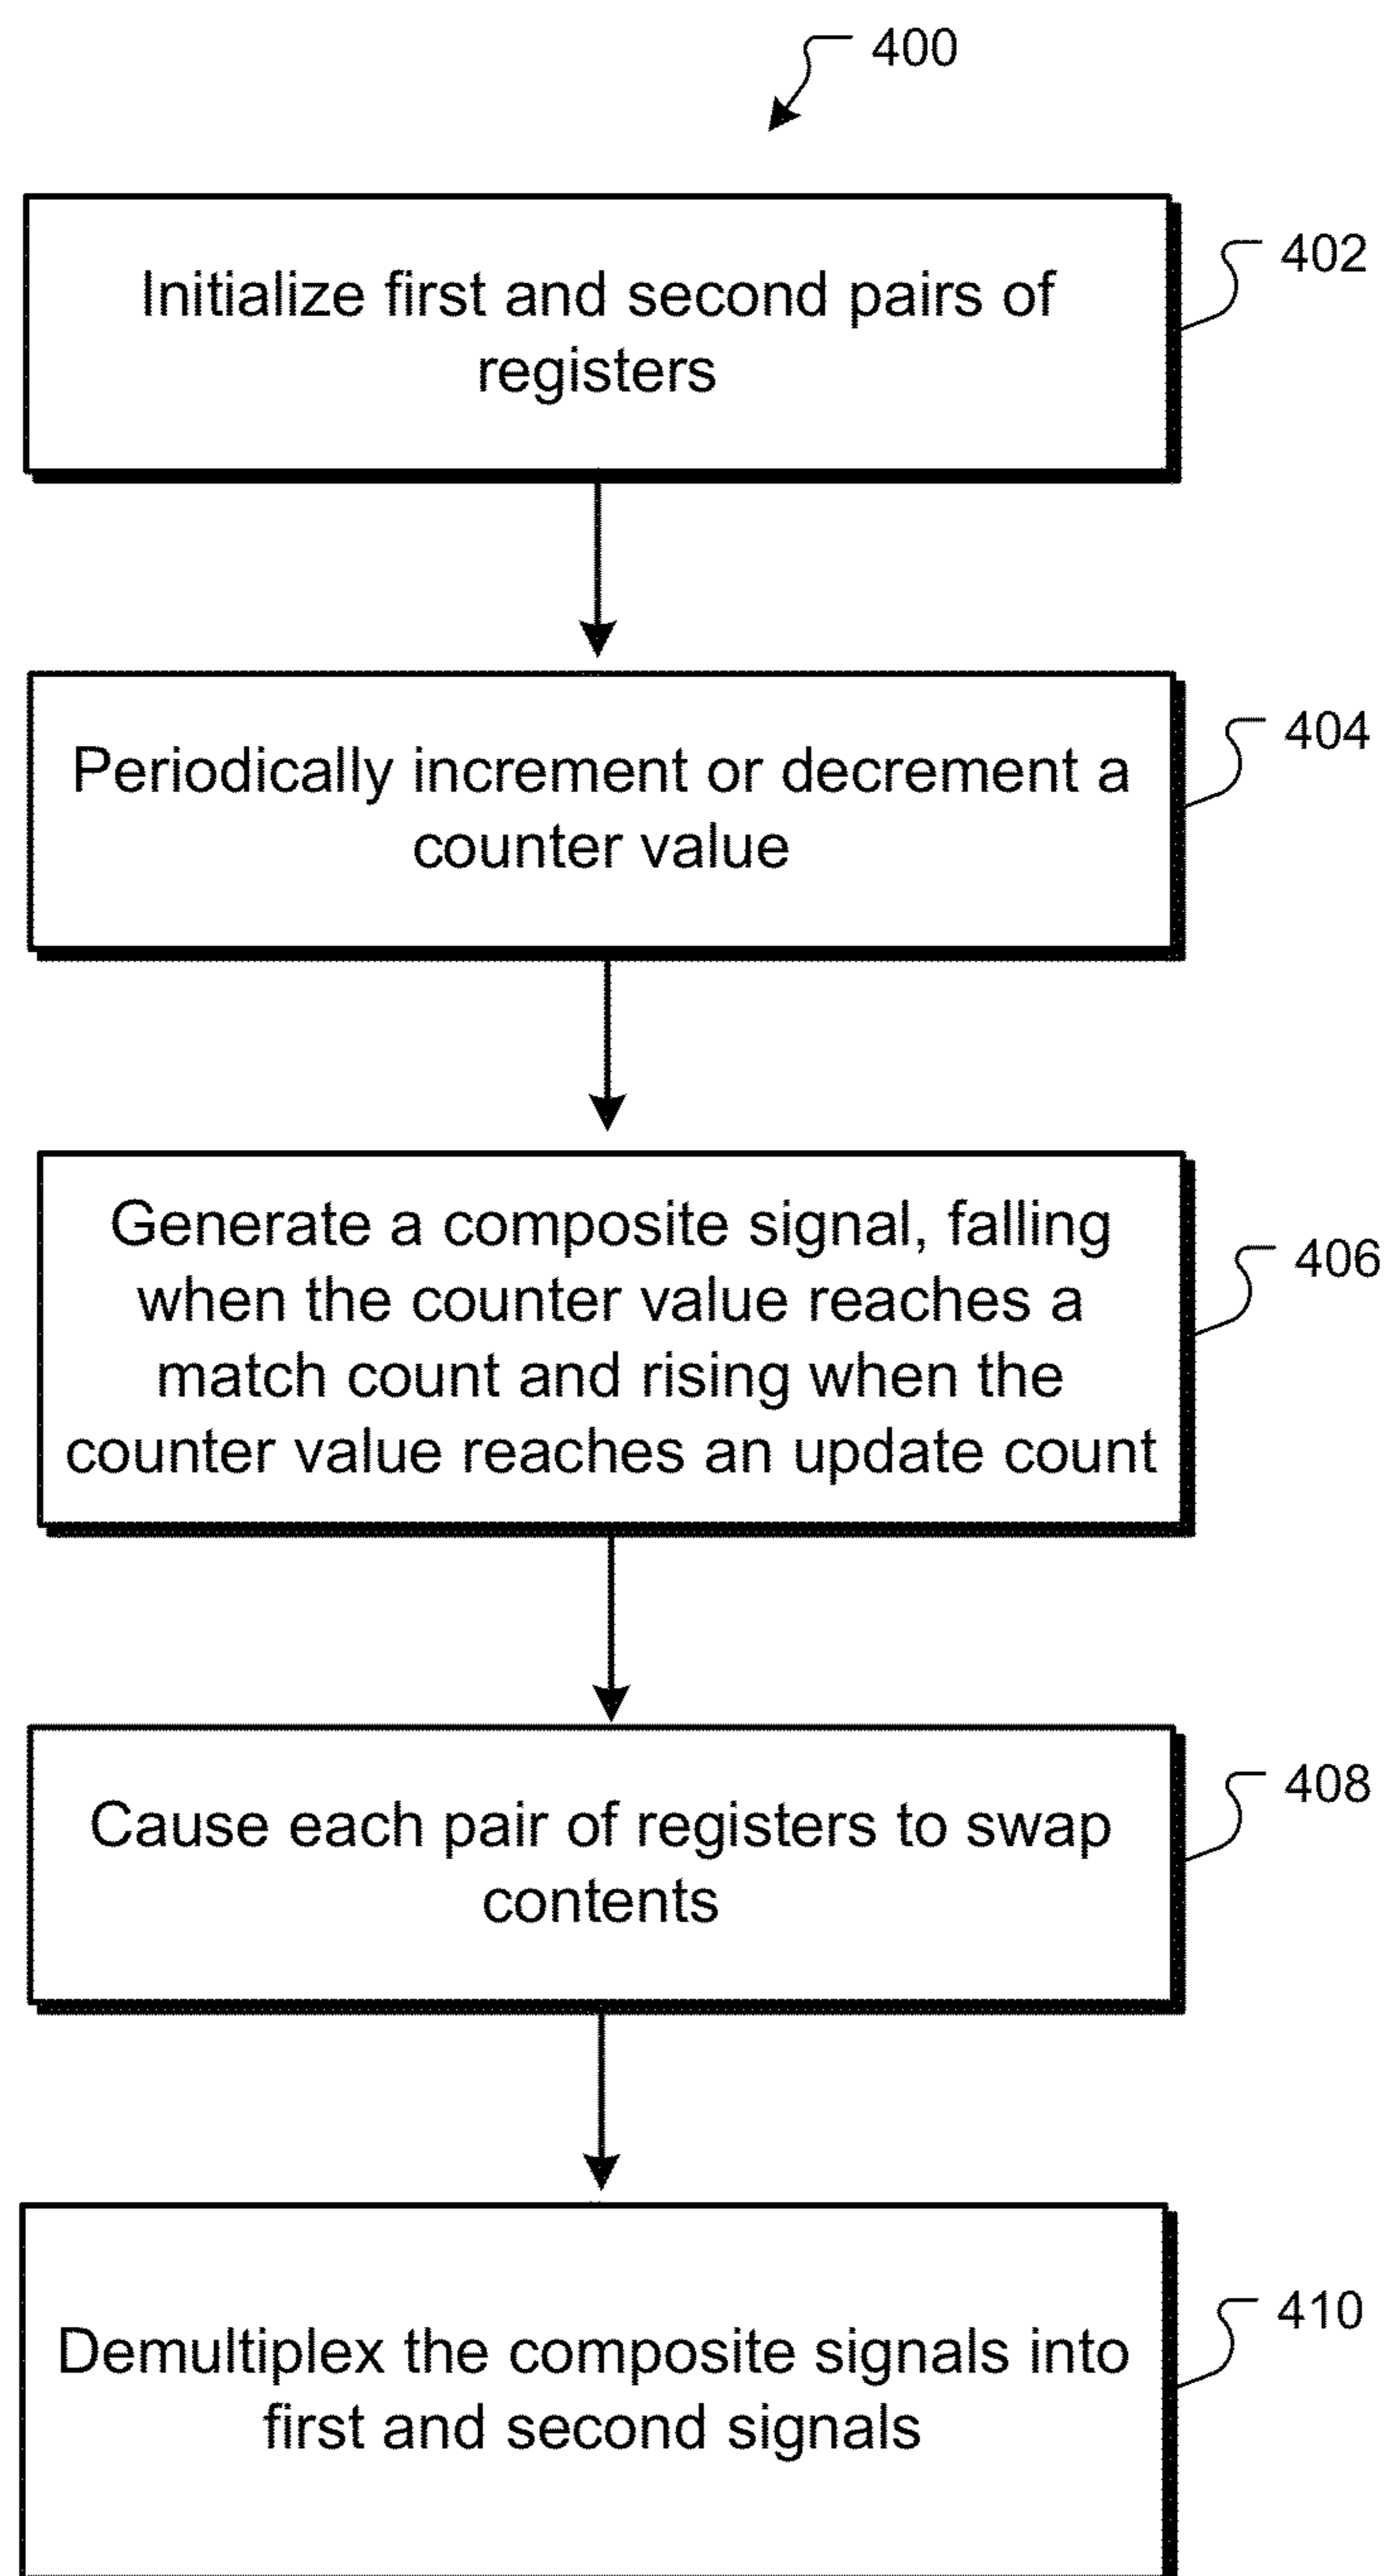 400
Initialize first and second pairs of
registers
402
Periodically increment or decrement a
counter value
404
Generate a composite signal, falling
when the counter value reaches a
match count and rising when the
counter value reaches an update count
406
Cause each pair of registers to swap
contents
408
Demultiplex the composite signals into
first and second signals
410